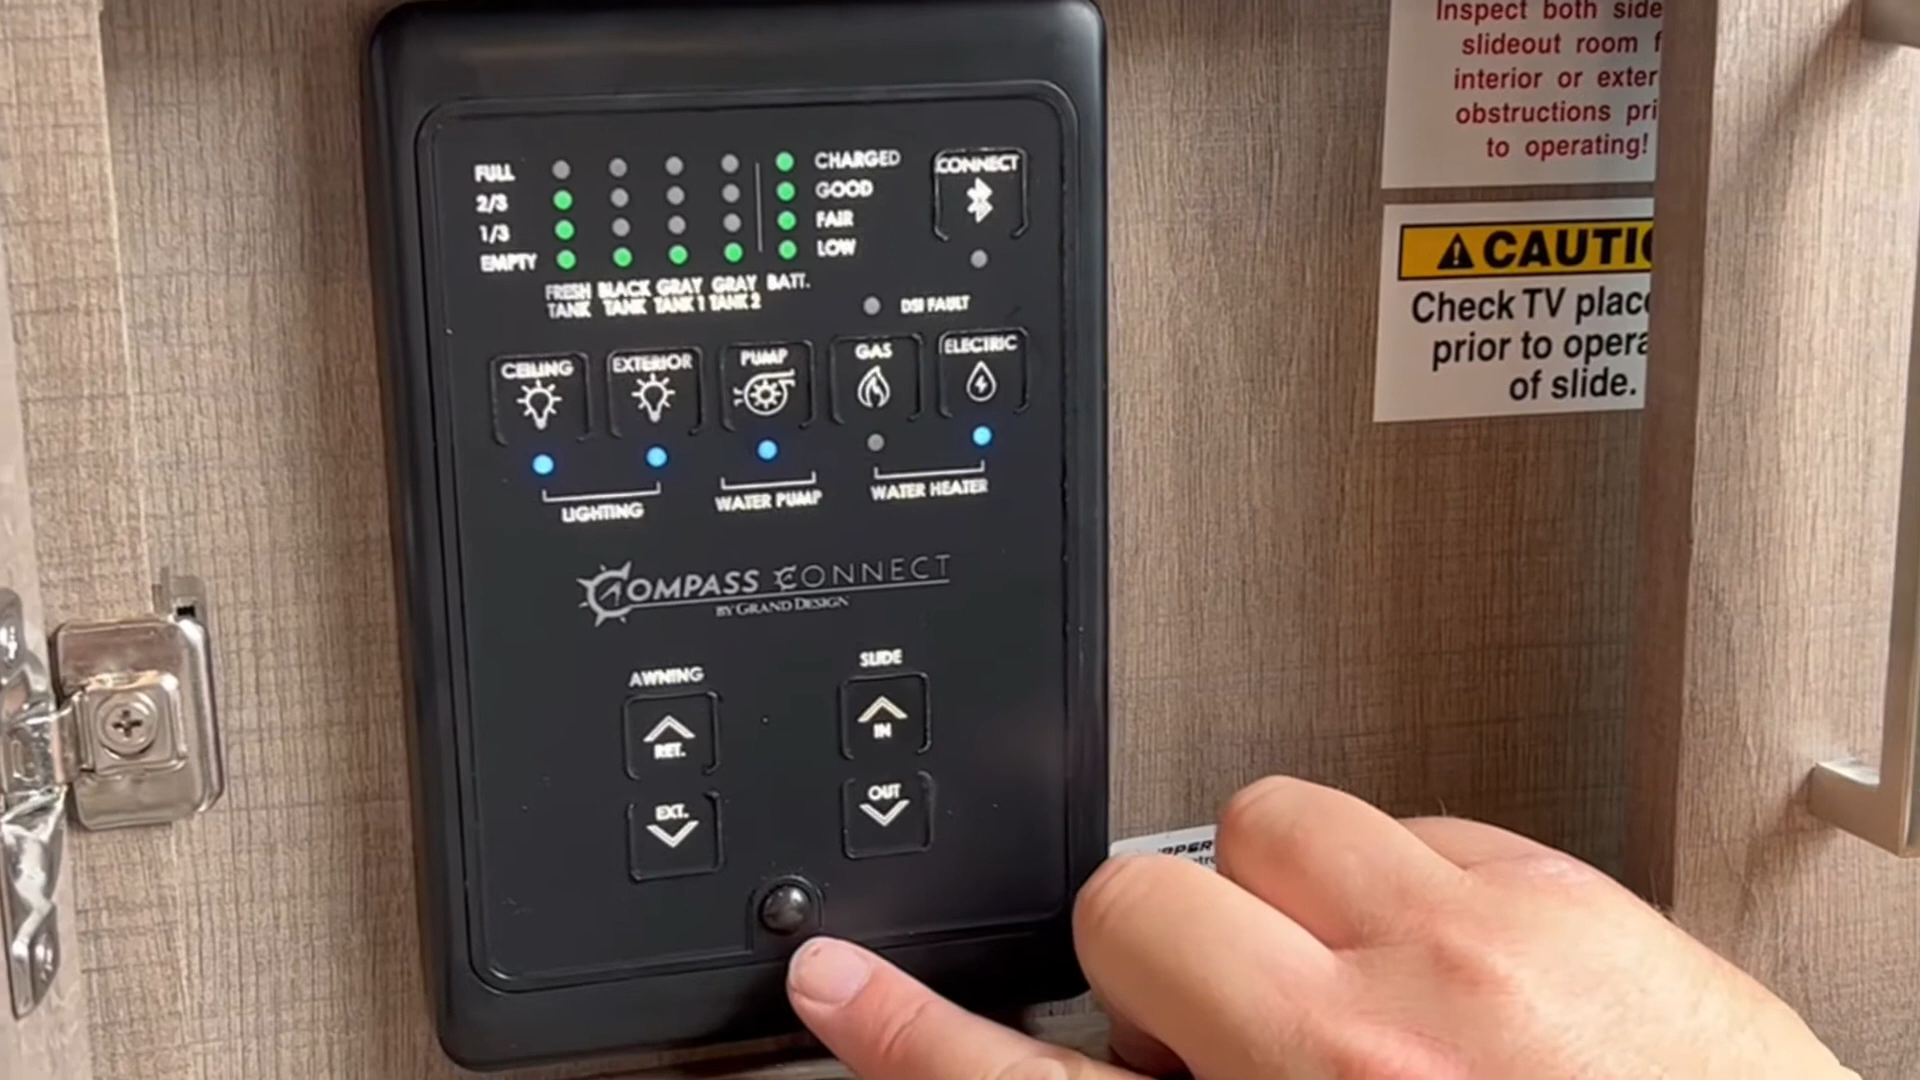 Inspect both side
slideout room f
interior or exter
obstructions pri
to operating!
CAUTIO
Check TV place
prior to opera
of slide.
FULL
2/3
1/3
EMPTY
CHARGED
GOOD
FAIR
LOW
CONNECT
FRESH TANK
BLACK TANK
GRAY TANK 1
GRAY TANK 2
BATT.
DSI FAULT
CEILING
EXTERIOR
PUMP
GAS
ELECTRIC
LIGHTING
WATER PUMP
WATER HEATER
COMPASS CONNECT
BY GRAND DESIGN
AWNING
RET.
EXT.
SLIDE
IN
OUT